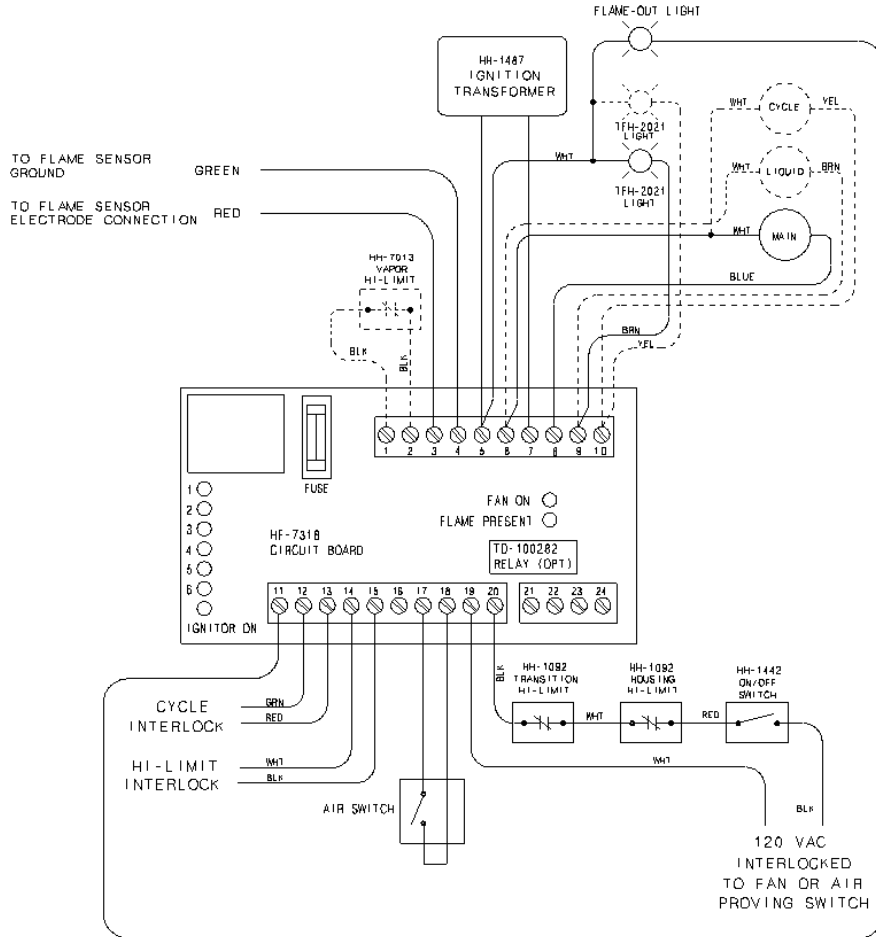 FLAME-OUT LIGHT
HH-1487
IGNITION
TRANSFORMER
TFH-2021
LIGHT
WHT
TFH-2021
LIGHT
WHT
CYCLE
YEL
WHT
LIQUID
BRN
WHT
MAIN
BLUE
BRN
YEL
TO FLAME SENSOR
GROUND
GREEN
TO FLAME SENSOR
ELECTRODE CONNECTION
RED
HH-7013
VAPOR
HI-LIMIT
BLK
BLK
1 2 3 4 5 6 7 8 9 10
FUSE
1
2
3
4
5
6
IGNITOR ON
HF-7318
CIRCUIT BOARD
FAN ON
FLAME PRESENT
TD-100282
RELAY (OPT)
11 12 13 14 15 16 17 18 19 20
21 22 23 24
CYCLE
INTERLOCK
GRN
RED
HI-LIMIT
INTERLOCK
WHT
BLK
AIR SWITCH
BLK
HH-1092
TRANSITION
HI-LIMIT
WHT
HH-1092
HOUSING
HI-LIMIT
RED
HH-1442
ON/OFF
SWITCH
WHT
BLK
120 VAC
INTERLOCKED
TO FAN OR AIR
PROVING SWITCH